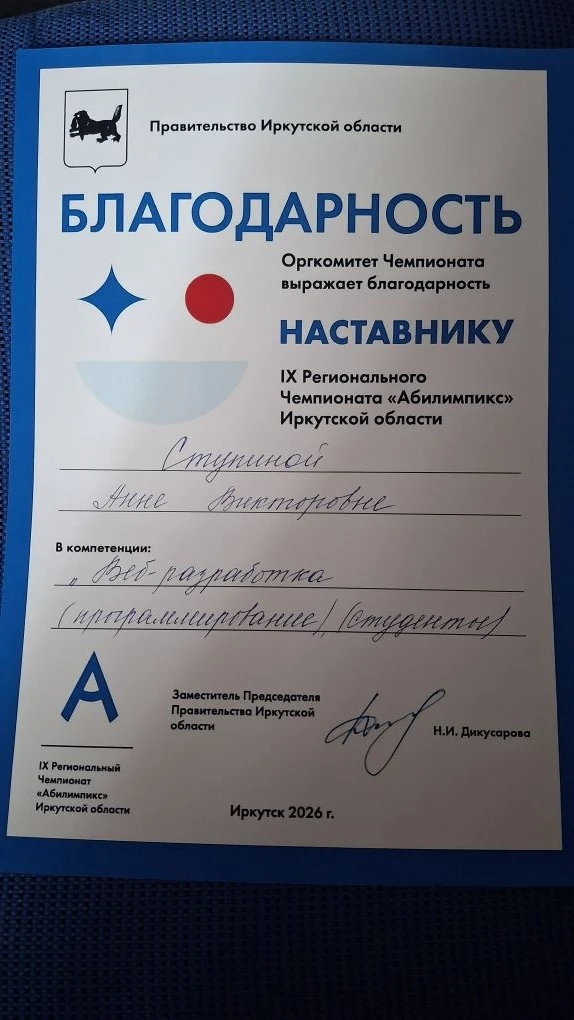 Правительство Иркутской области
БЛАГОДАРНОСТЬ
Оргкомитет Чемпионата
выражает благодарность
НАСТАВНИКУ
IX Регионального
Чемпионата «Абилимпикс»
Иркутской области
Ступиной
Анне Викторовне
В компетенции:
„ Веб-разработка
(программирование) (студенты)
А
Заместитель Председателя
Правительства Иркутской
области
Н.И. Дикусарова
IX Региональный
Чемпионат
«Абилимпикс»
Иркутской области
Иркутск 2026 г.